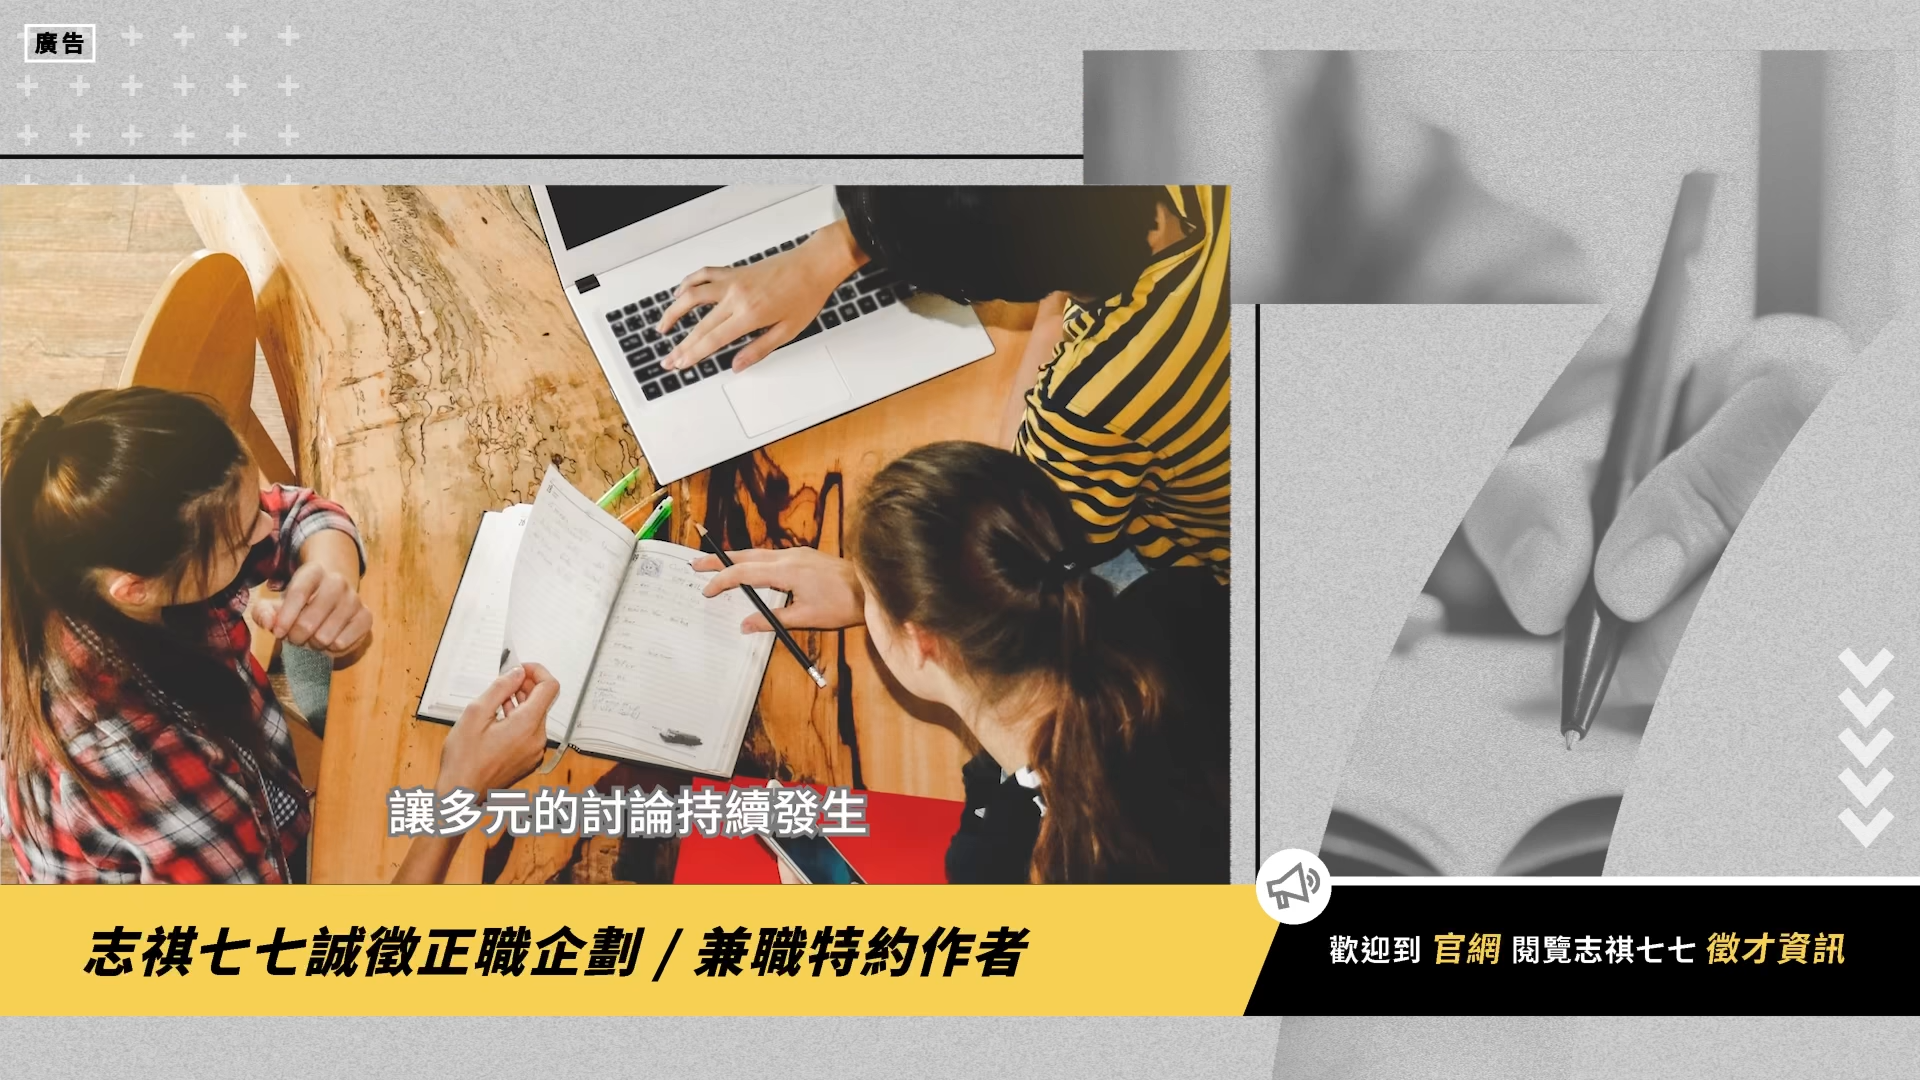 廣告
讓多元的討論持續發生
志祺七七誠徵正職企劃 / 兼職特約作者
歡迎到 官網 閱覽志祺七七 徵才資訊